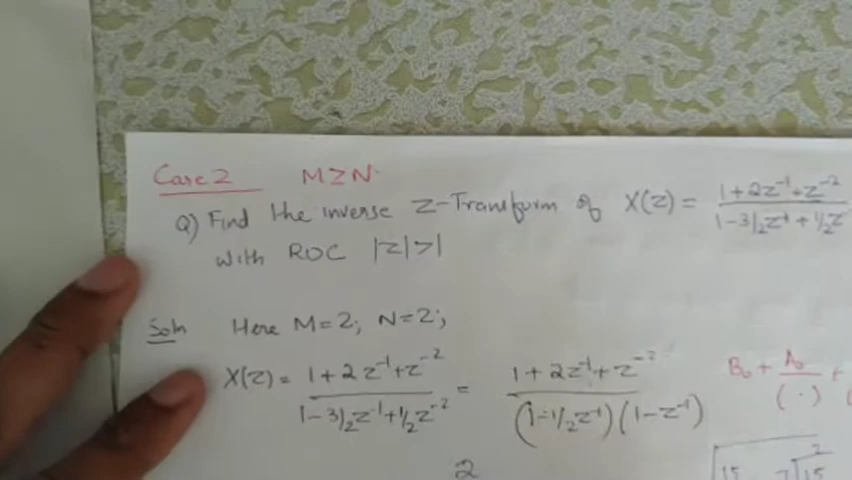 Case 2 M≥N
Q) Find the inverse Z-Transform of X(z) = 1+2z⁻¹+z⁻² / 1-3/2z⁻¹+1/2z
with ROC |z|>1
Soln Here M=2; N=2;
X(z) = 1+2z⁻¹+z⁻² / 1-3/2z⁻¹+1/2z⁻² = 1+2z⁻¹+z⁻² / (1-1/2z⁻¹)(1-z⁻¹) B₀ + A₀/(·) +
2